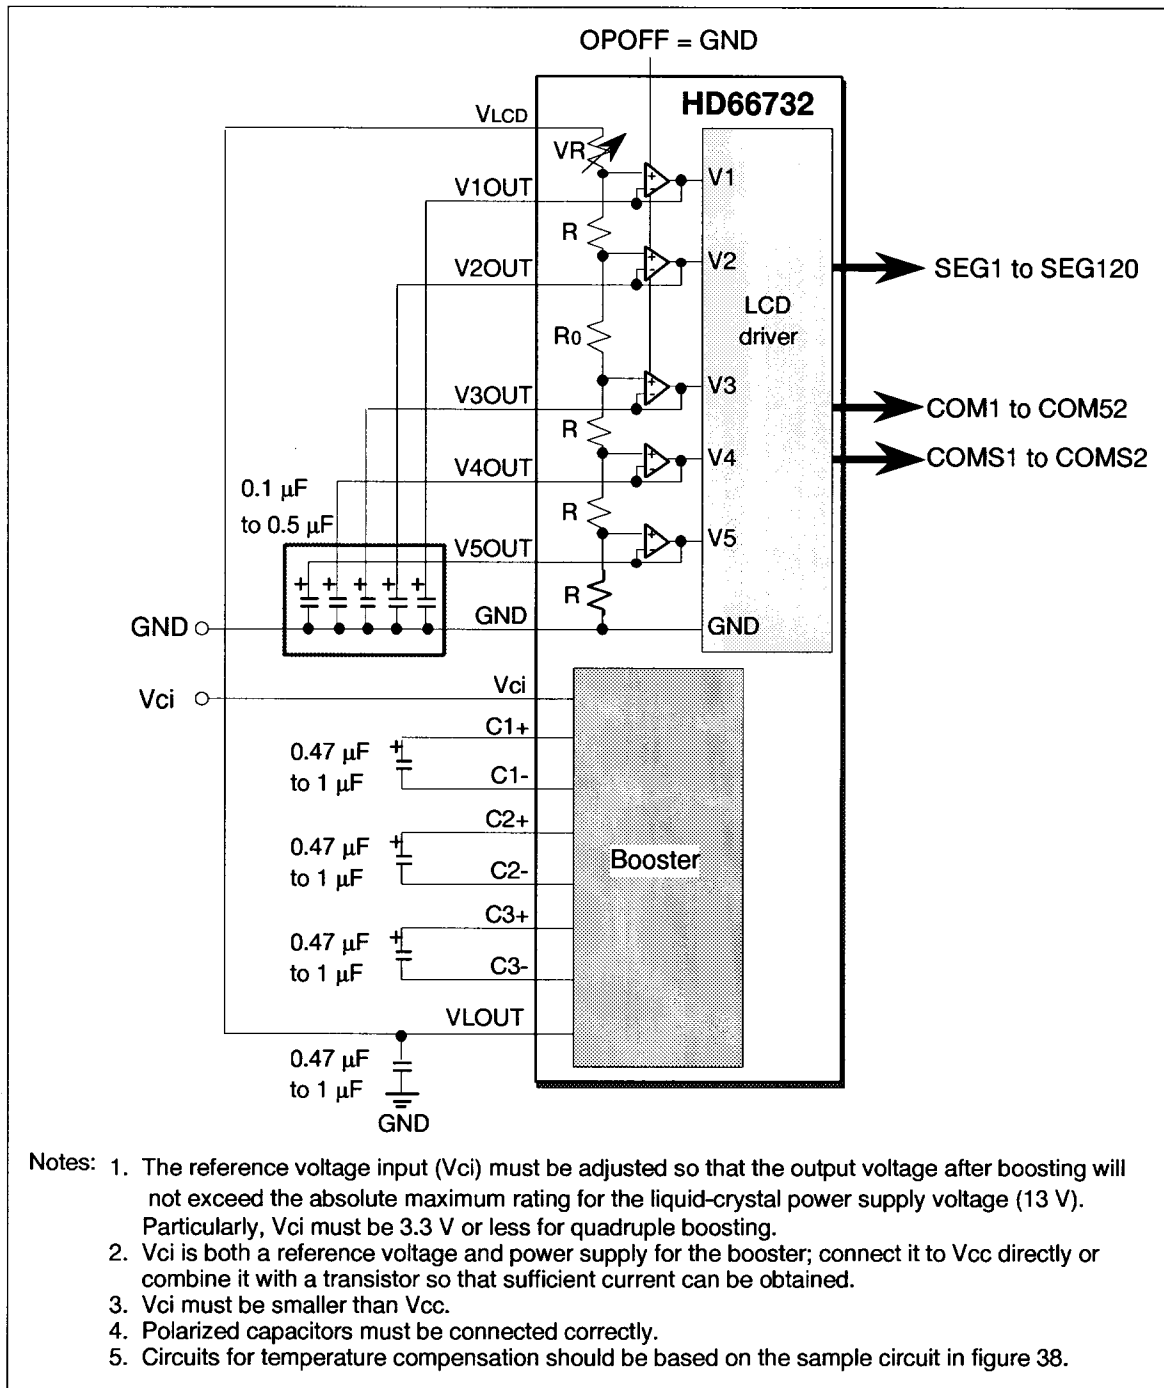 OPOFF = GND
HD66732
VLCD
VR
V1OUT
V1
R
V2OUT
V2
SEG1 to SEG120
LCD
driver
R0
V3OUT
V3
COM1 to COM52
R
V4OUT
V4
COMS1 to COMS2
0.1 µF
to 0.5 µF
R
V5OUT
V5
+ + + + +
R
GND
GND
GND
Vci
Vci
C1+
0.47 µF
to 1 µF
+
C1-
C2+
0.47 µF
to 1 µF
+
C2-
Booster
C3+
0.47 µF
to 1 µF
+
C3-
VLOUT
0.47 µF
to 1 µF
GND
Notes: 1. The reference voltage input (Vci) must be adjusted so that the output voltage after boosting will
not exceed the absolute maximum rating for the liquid-crystal power supply voltage (13 V).
Particularly, Vci must be 3.3 V or less for quadruple boosting.
2. Vci is both a reference voltage and power supply for the booster; connect it to Vcc directly or
combine it with a transistor so that sufficient current can be obtained.
3. Vci must be smaller than Vcc.
4. Polarized capacitors must be connected correctly.
5. Circuits for temperature compensation should be based on the sample circuit in figure 38.